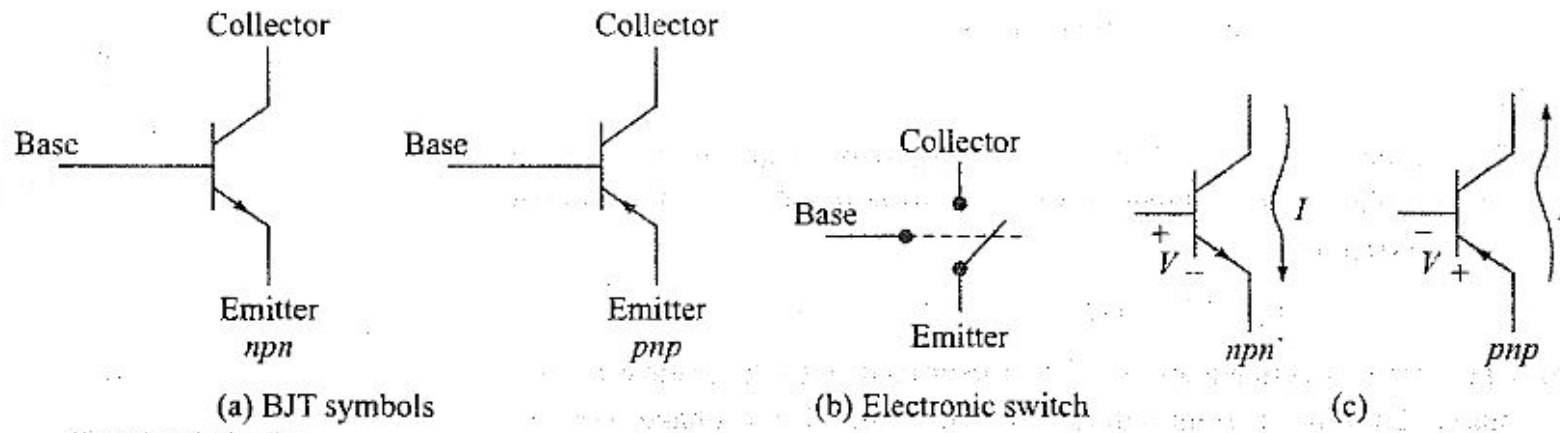 Collector
Collector
Basc
Base
Emitter
npn
Emitter
pnp
(a) BJT symbols
Collector
Base
Emitter
(b) Electronic switch
+
V --
I
npn
−
V +
pnp
(c)